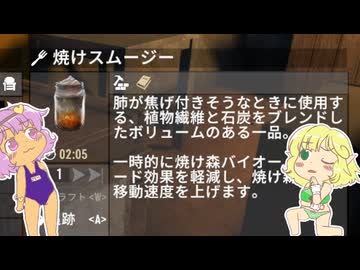 焼けスムージー
肺が焦げ付きそうなときに使用す
る、植物繊維と石炭をブレンドし
たボリュームのある一品。
02:05
1
一時的に焼け森バイオー
ラフト <W>
ード効果を軽減し、焼け森
跡 <A>
移動速度を上げます。